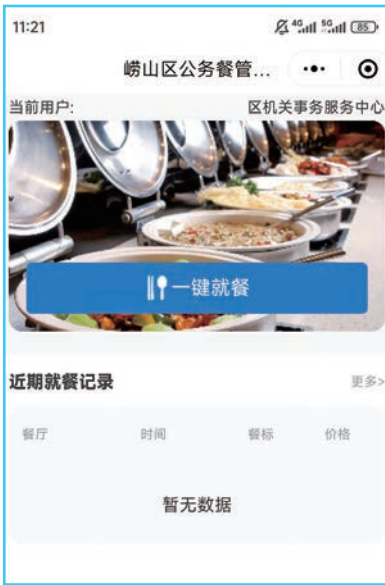 11:21 4G 5G 85
崂山区公务餐管...
当前用户: 区机关事务服务中心
一键就餐
近期就餐记录 更多>
餐厅 时间 餐标 价格
暂无数据